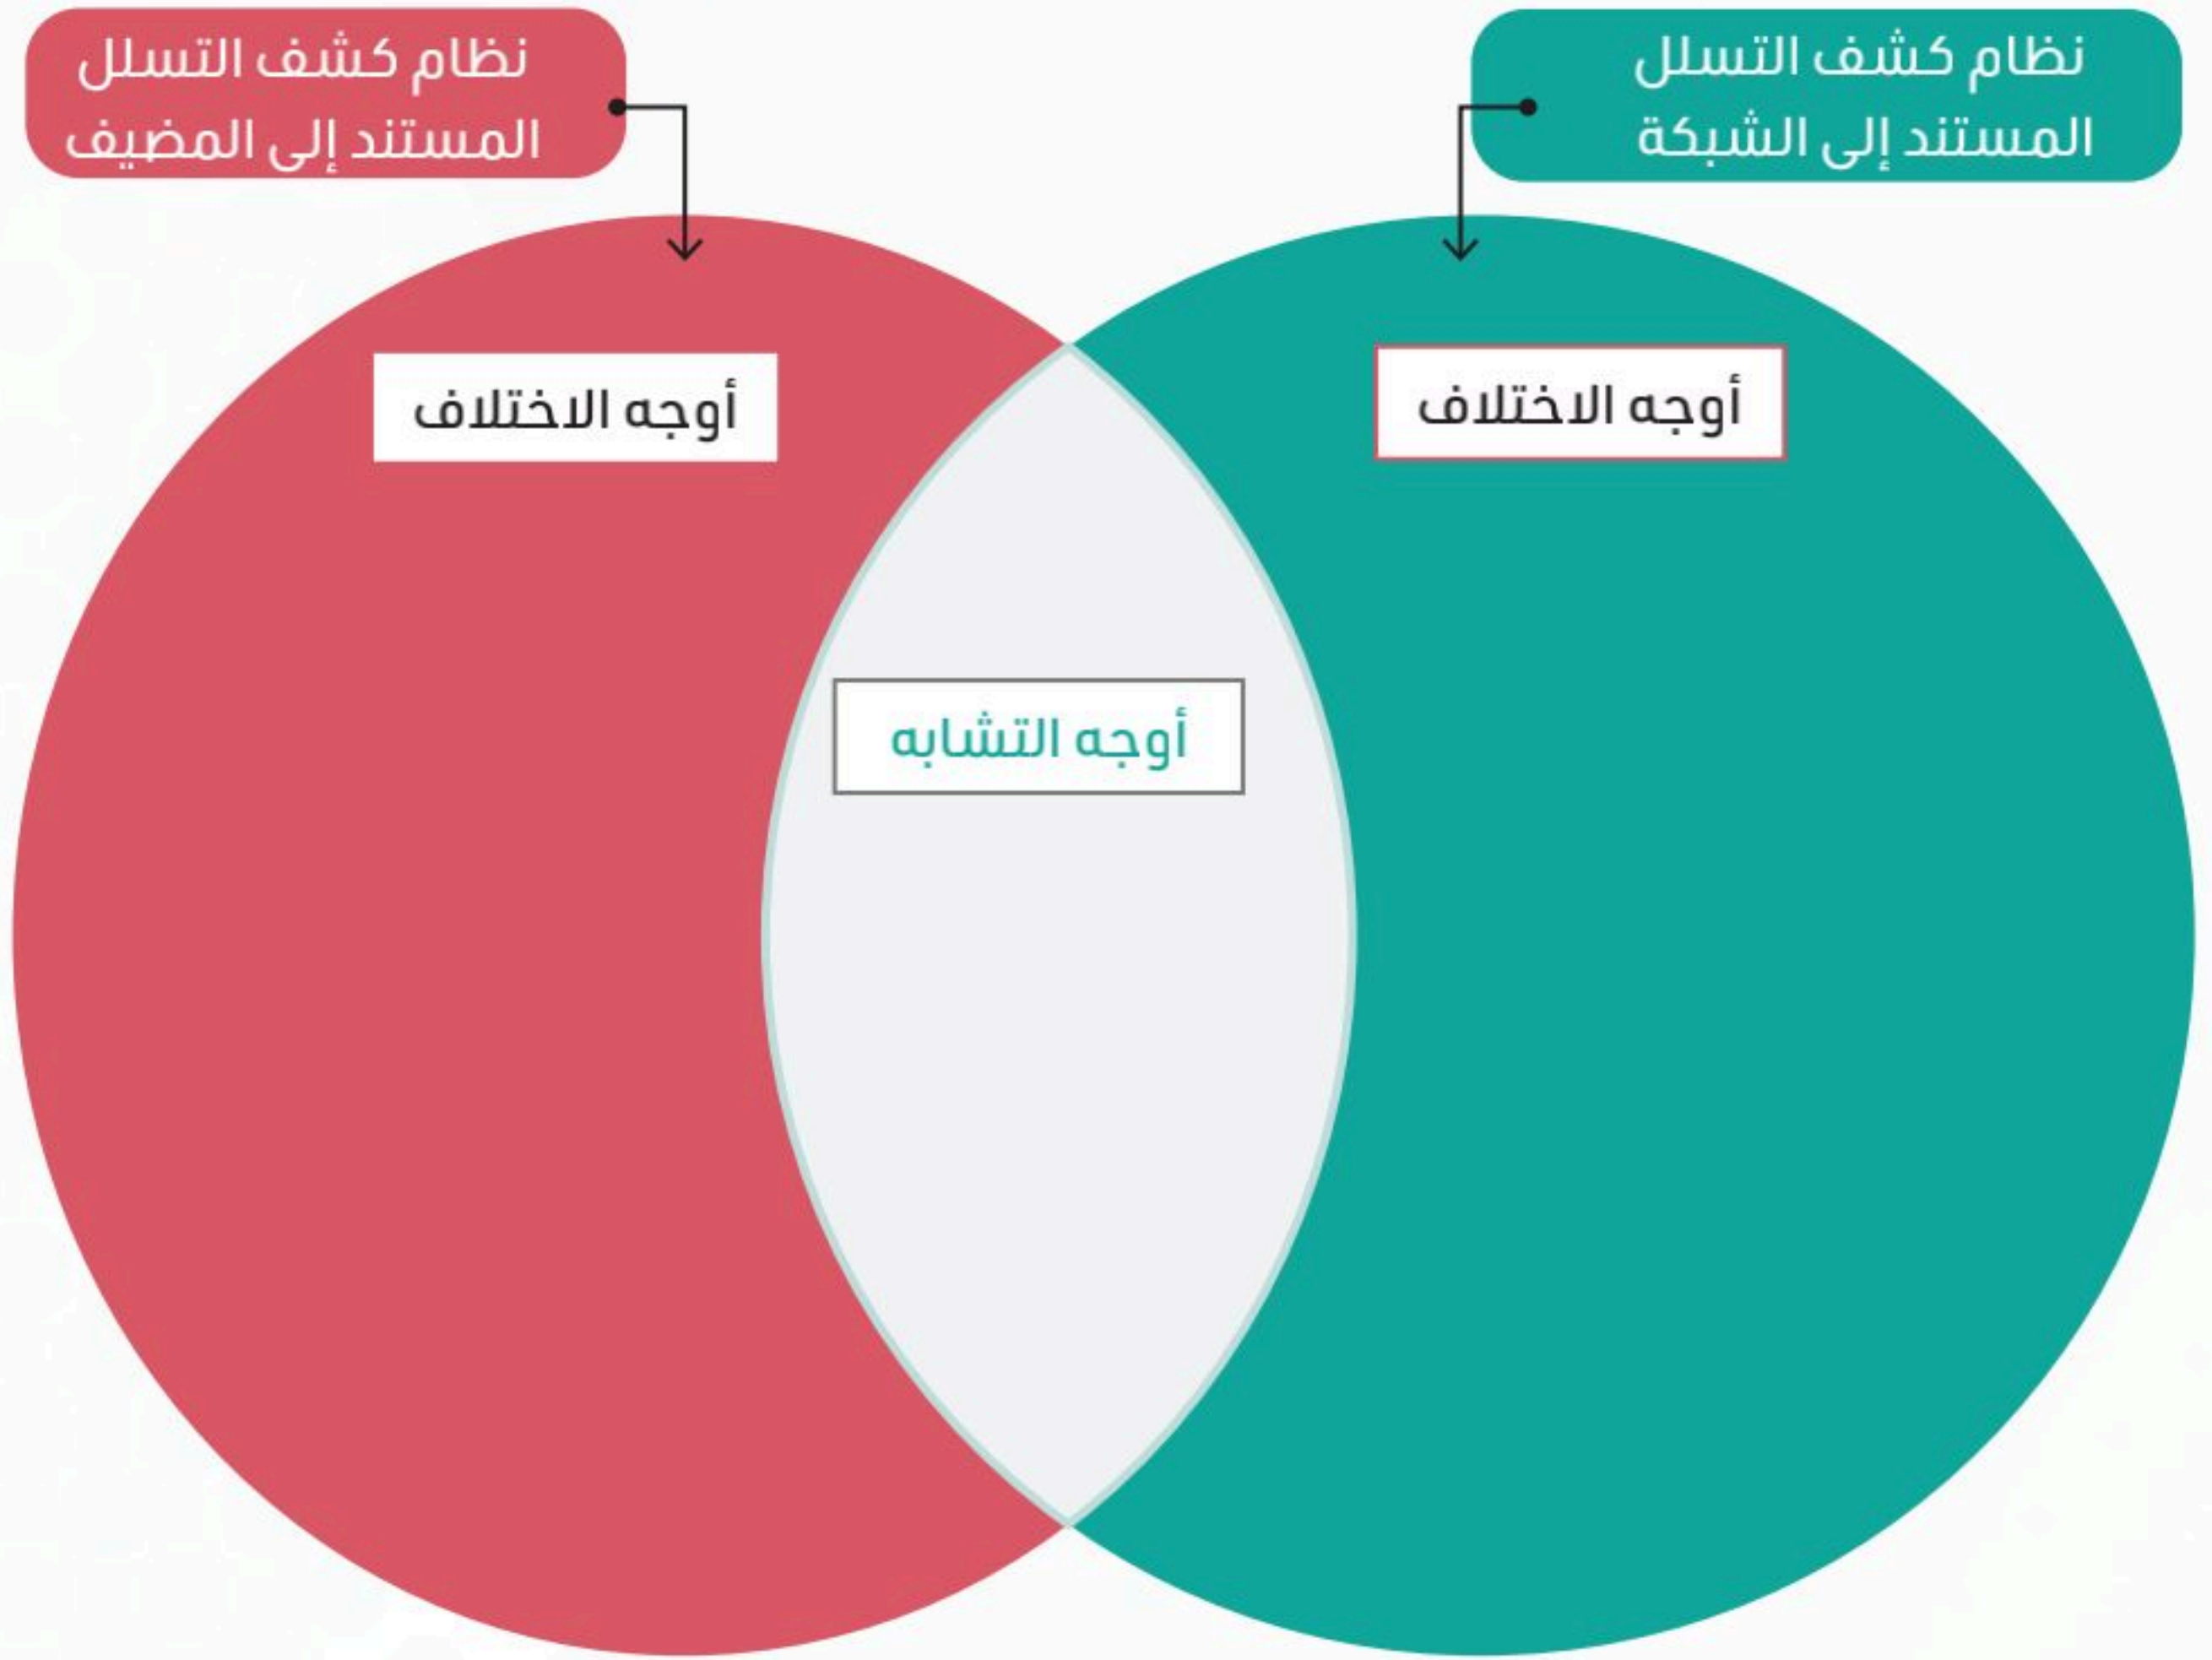 نظام كشف التسلل
المستند إلى الشبكة
نظام كشف التسلل
المستند إلى المضيف
أوجه الاختلاف
أوجه الاختلاف
أوجه التشابه